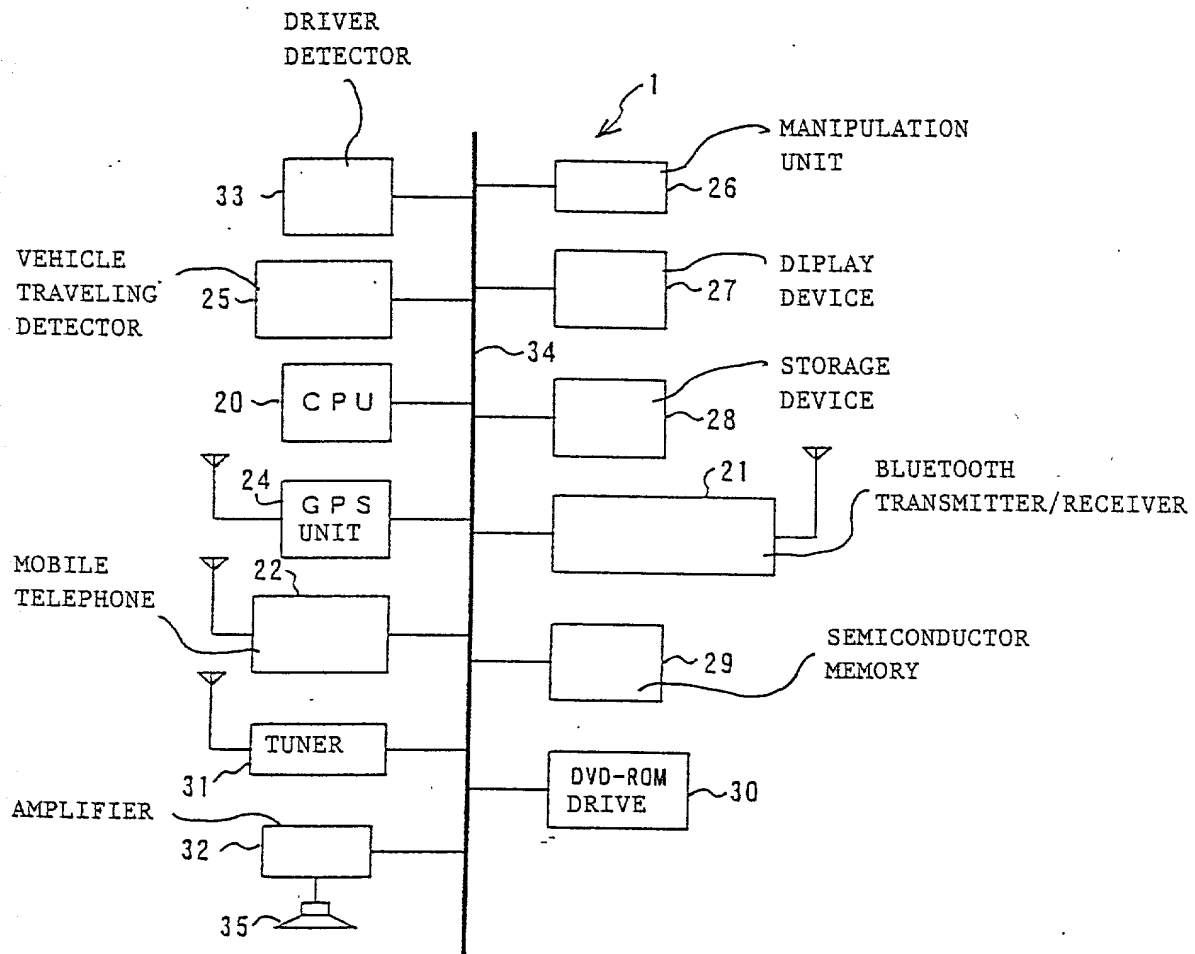 DRIVER
DETECTOR
1
MANIPULATION
UNIT
33
26
VEHICLE
TRAVELING
DETECTOR
25
DIPLAY
DEVICE
27
34
STORAGE
DEVICE
20
CPU
28
24
GPS
UNIT
21
BLUETOOTH
TRANSMITTER/RECEIVER
MOBILE
TELEPHONE
22
29
SEMICONDUCTOR
MEMORY
TUNER
31
DVD-ROM
DRIVE
30
AMPLIFIER
32
35